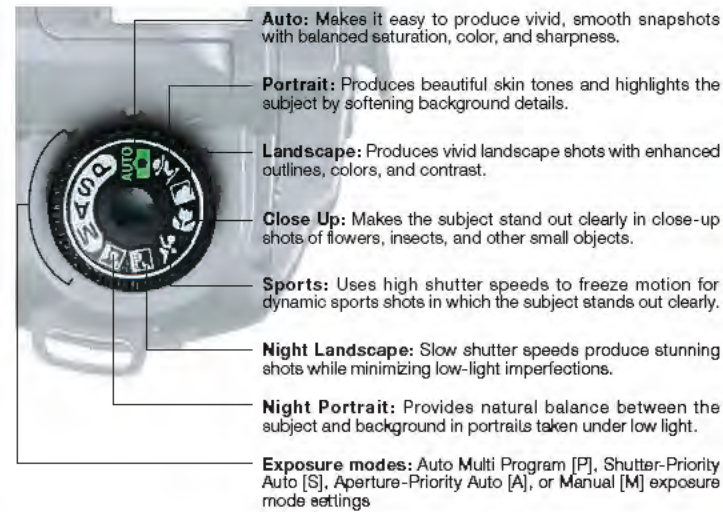 Auto: Makes it easy to produce vivid, smooth snapshots
with balanced saturation, color, and sharpness.
Portrait: Produces beautiful skin tones and highlights the
subject by softening background details.
Landscape: Produces vivid landscape shots with enhanced
outlines, colors, and contrast.
Close Up: Makes the subject stand out clearly in close-up
shots of flowers, insects, and other small objects.
Sports: Uses high shutter speeds to freeze motion for
dynamic sports shots in which the subject stands out clearly.
Night Landscape: Slow shutter speeds produce stunning
shots while minimizing low-light imperfections.
Night Portrait: Provides natural balance between the
subject and background in portraits taken under low light.
Exposure modes: Auto Multi Program [P], Shutter-Priority
Auto [S], Aperture-Priority Auto [A], or Manual [M] exposure
mode settings
AUTO
P
S
A
M